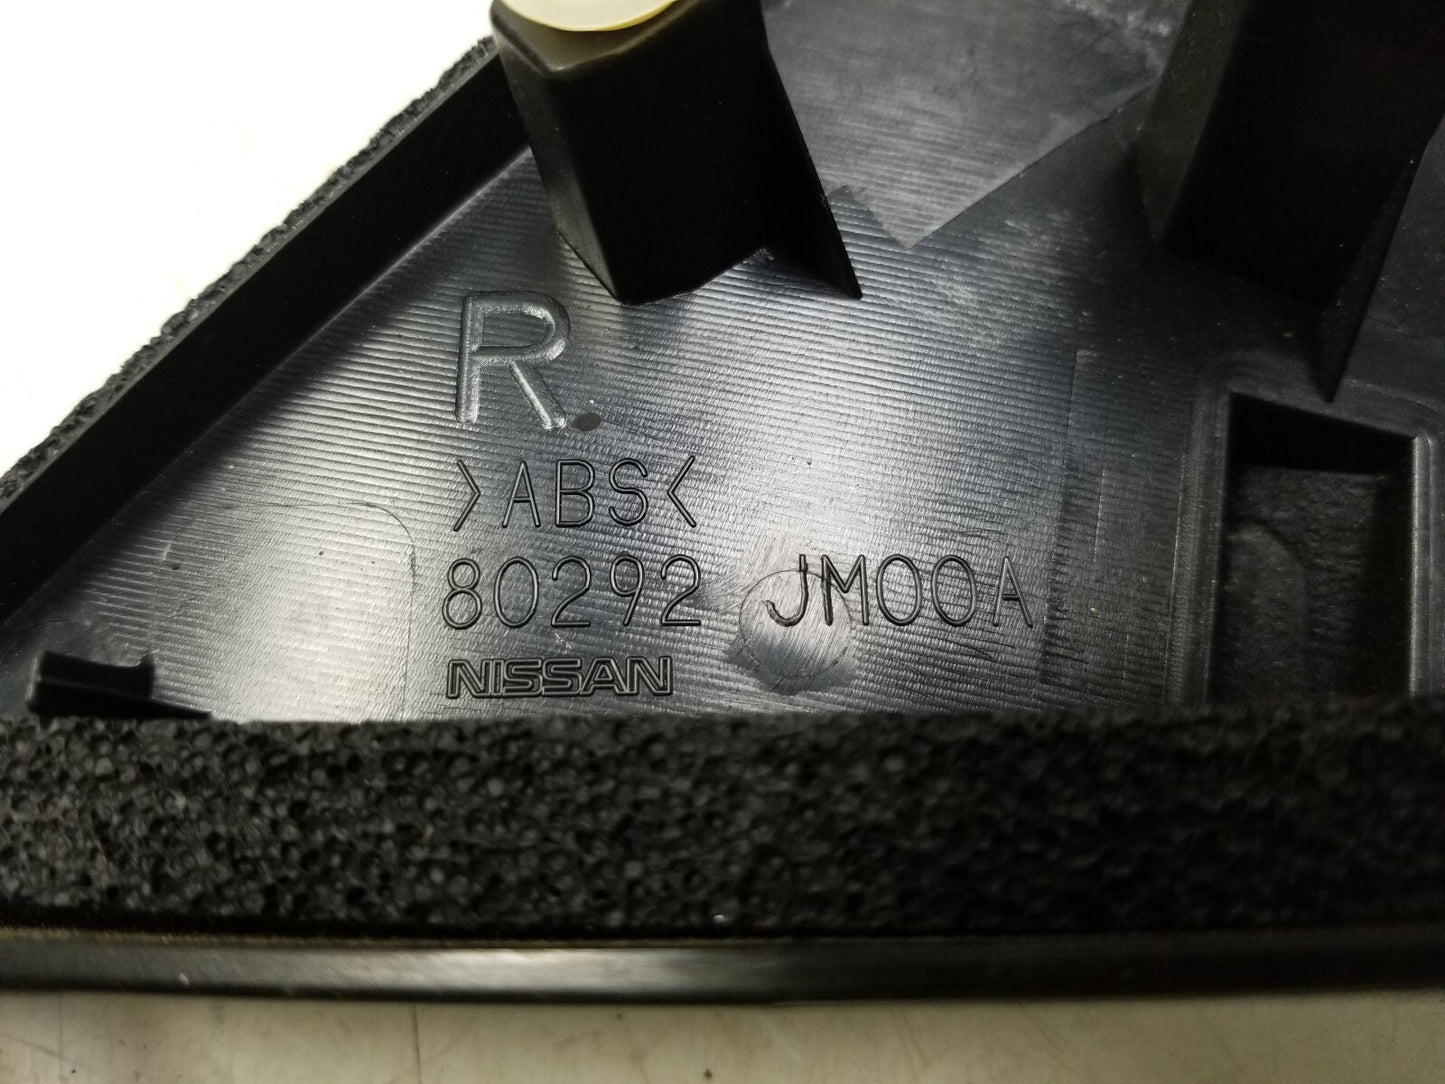 R
>ABS<
80292 JM00A
NISSAN